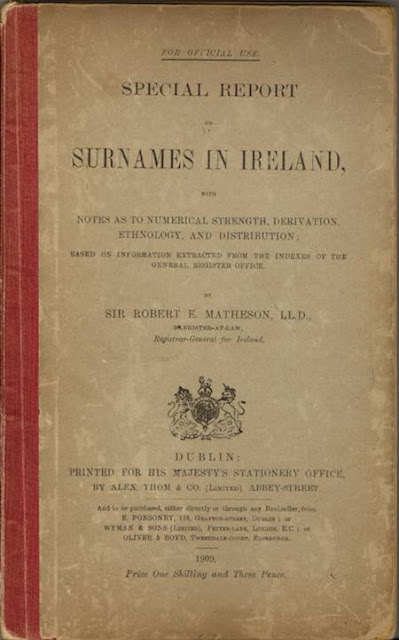 FOR OFFICIAL USE.
SPECIAL REPORT
ON
SURNAMES IN IRELAND,
WITH
NOTES AS TO NUMERICAL STRENGTH, DERIVATION,
ETHNOLOGY, AND DISTRIBUTION;
BASED ON INFORMATION EXTRACTED FROM THE INDEXES OF THE
GENERAL REGISTER OFFICE.
BY
SIR ROBERT E. MATHESON, LL.D.,
BARRISTER-AT-LAW,
Registrar-General for Ireland.
DUBLIN:
PRINTED FOR HIS MAJESTY'S STATIONERY OFFICE,
BY ALEX. THOM & CO. (LIMITED), ABBEY-STREET.
And to be purchased, either directly or through any Bookseller, from
E. PONSONBY, 116, GRAFTON-STREET, DUBLIN; or
WYMAN & SONS (LIMITED), FETTER-LANE, LONDON, E.C.; or
OLIVER & BOYD, TWEEDDALE-COURT, EDINBURGH.
1909.
Price One Shilling and Three Pence.